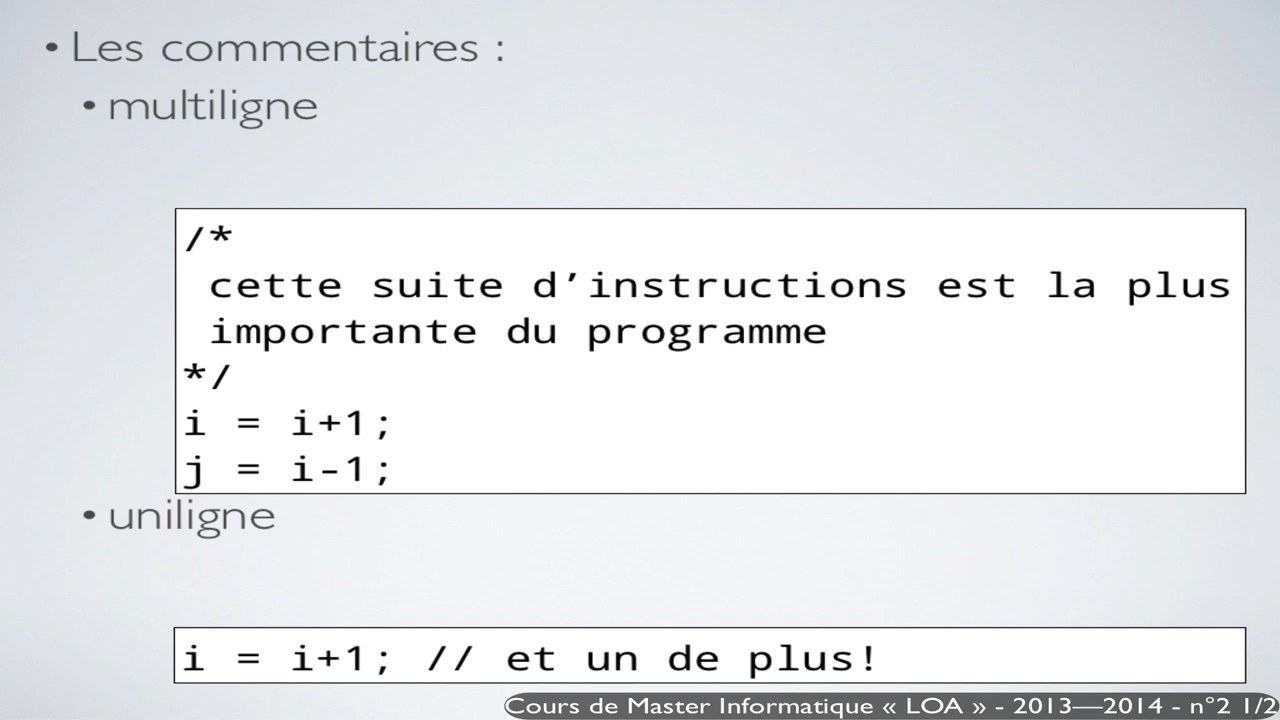 • Les commentaires :
• multiligne
/*
cette suite d’instructions est la plus
importante du programme
*/
i = i+1;
j = i-1;
• uniligne
i = i+1; // et un de plus!
Cours de Master Informatique « LOA » - 2013—2014 - n°2 1/2